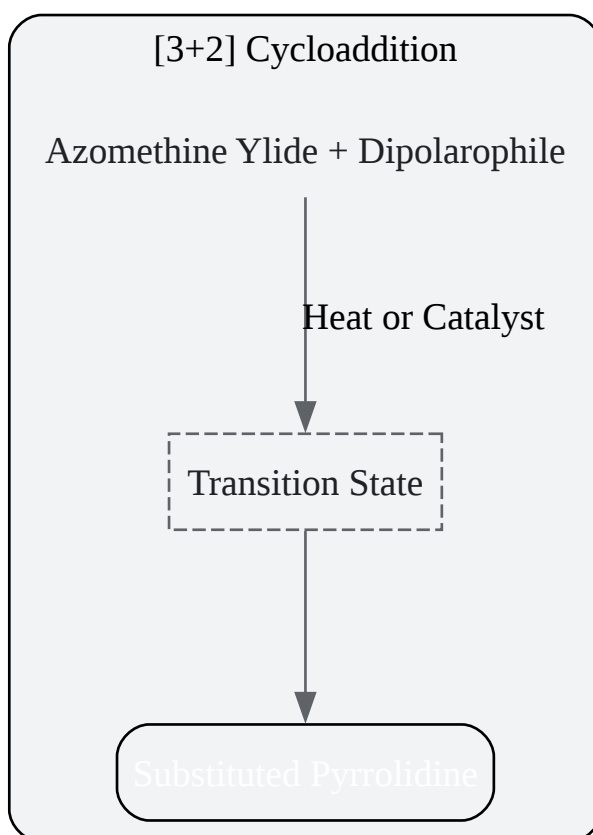 [3+2] Cycloaddition
Azomethine Ylide + Dipolarophile
Heat or Catalyst
Transition State
Substituted Pyrrolidine